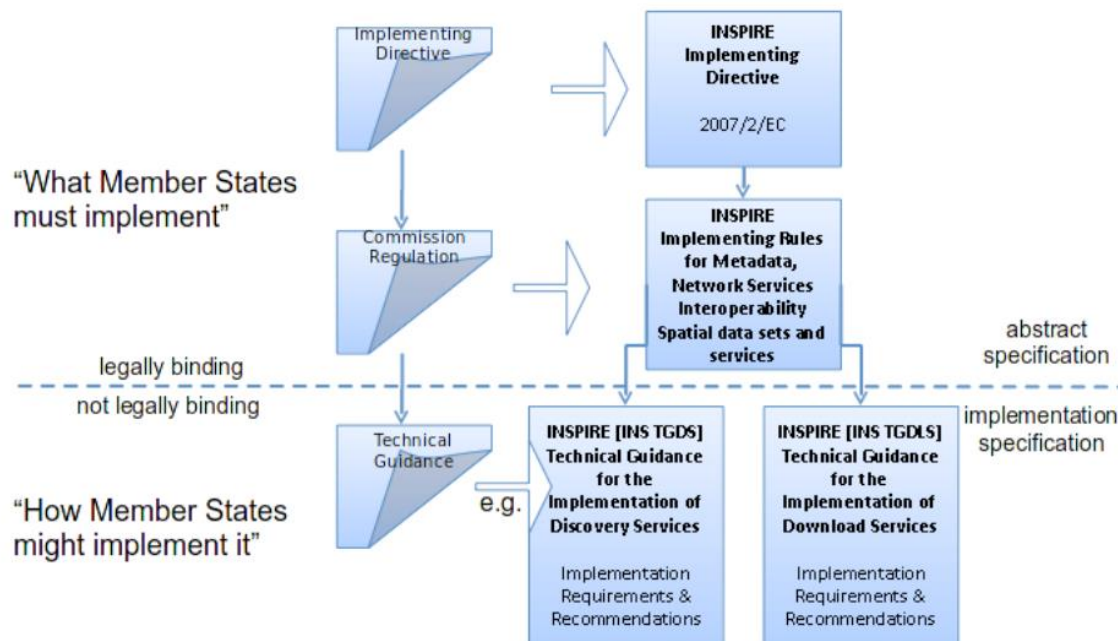 Implementing
Directive
INSPIRE
Implementing
Directive
2007/2/EC
“What Member States
must implement”
Commission
Regulation
INSPIRE
Implementing Rules
for Metadata,
Network Services
Interoperability
Spatial data sets and
services
abstract
specification
legally binding
not legally binding
implementation
specification
Technical
Guidance
e.g.
INSPIRE [INS TGDS]
Technical Guidance
for the
Implementation of
Discovery Services
Implementation
Requirements &
Recommendations
INSPIRE [INS TGDLS]
Technical Guidance
for the
Implementation of
Download Services
Implementation
Requirements &
Recommendations
“How Member States
might implement it”